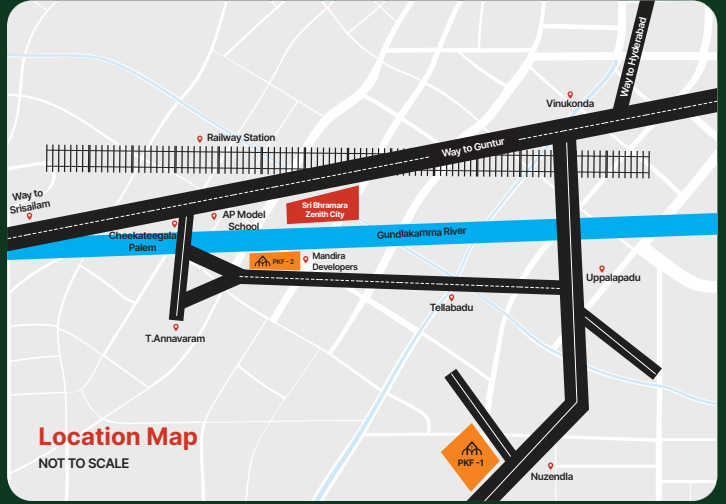 Way to Hyderabad
Vinukonda
Railway Station
Way to Guntur
Way to
Srisailam
AP Model
School
Sri Bhramara
Zenith City
Cheekateegala
Palem
Gundlakamma River
PKF - 2
Mandira
Developers
Uppalapadu
Tellabadu
T.Annavaram
Location Map
NOT TO SCALE
PKF -1
Nuzendla